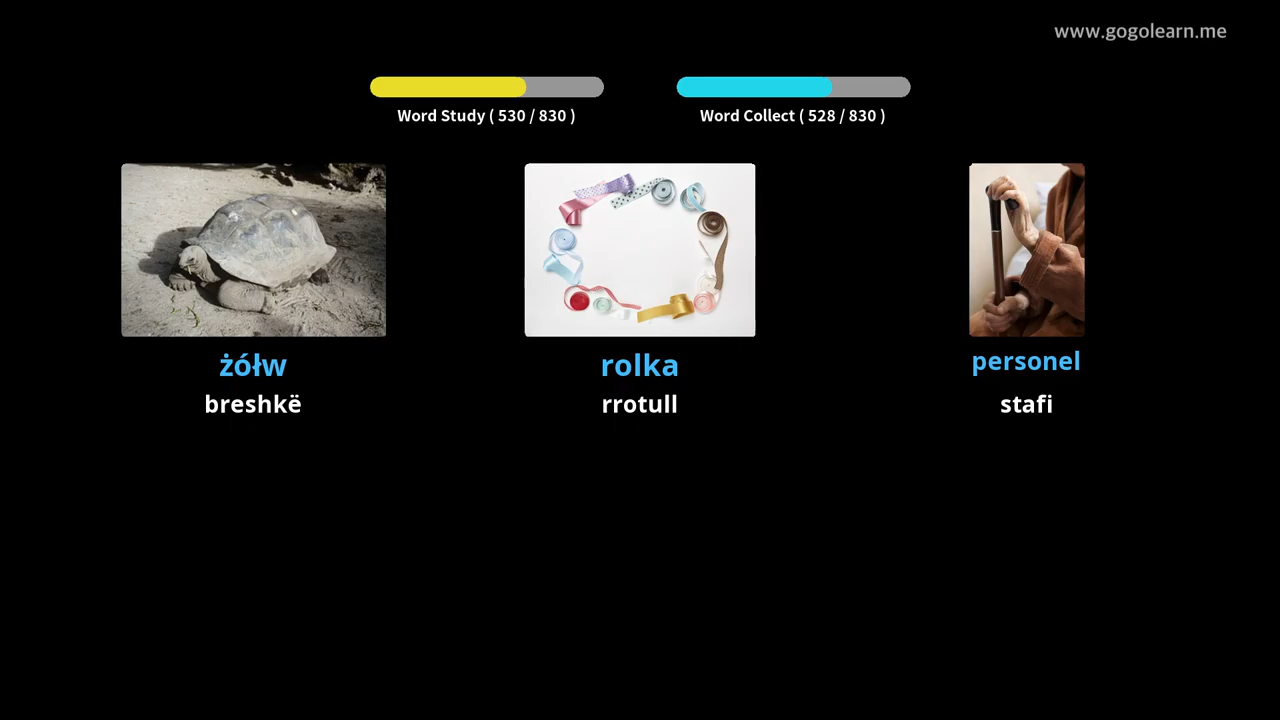 www.gogolearn.me
Word Study ( 530 / 830 )
Word Collect ( 528 / 830 )
żółw
rolka
personel
breshkë
rrotull
stafi